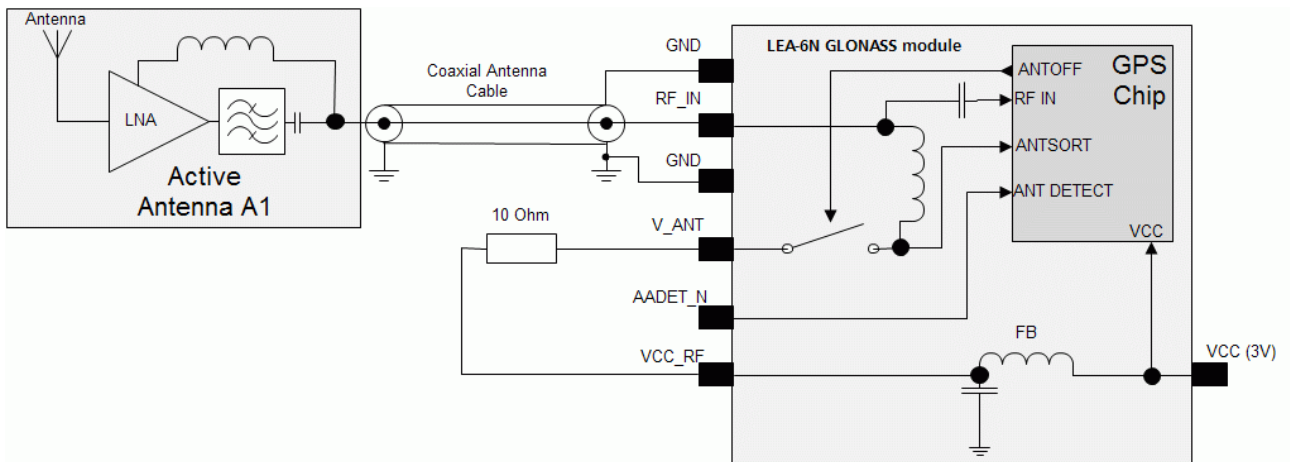 Antenna
LNA
Active
Antenna A1
Coaxial Antenna
Cable
10 Ohm
GND
RF_IN
GND
V_ANT
AADET_N
VCC_RF
LEA-6N GLONASS module
GPS
Chip
ANTOFF
RF IN
ANTSORT
ANT DETECT
VCC
FB
VCC (3V)